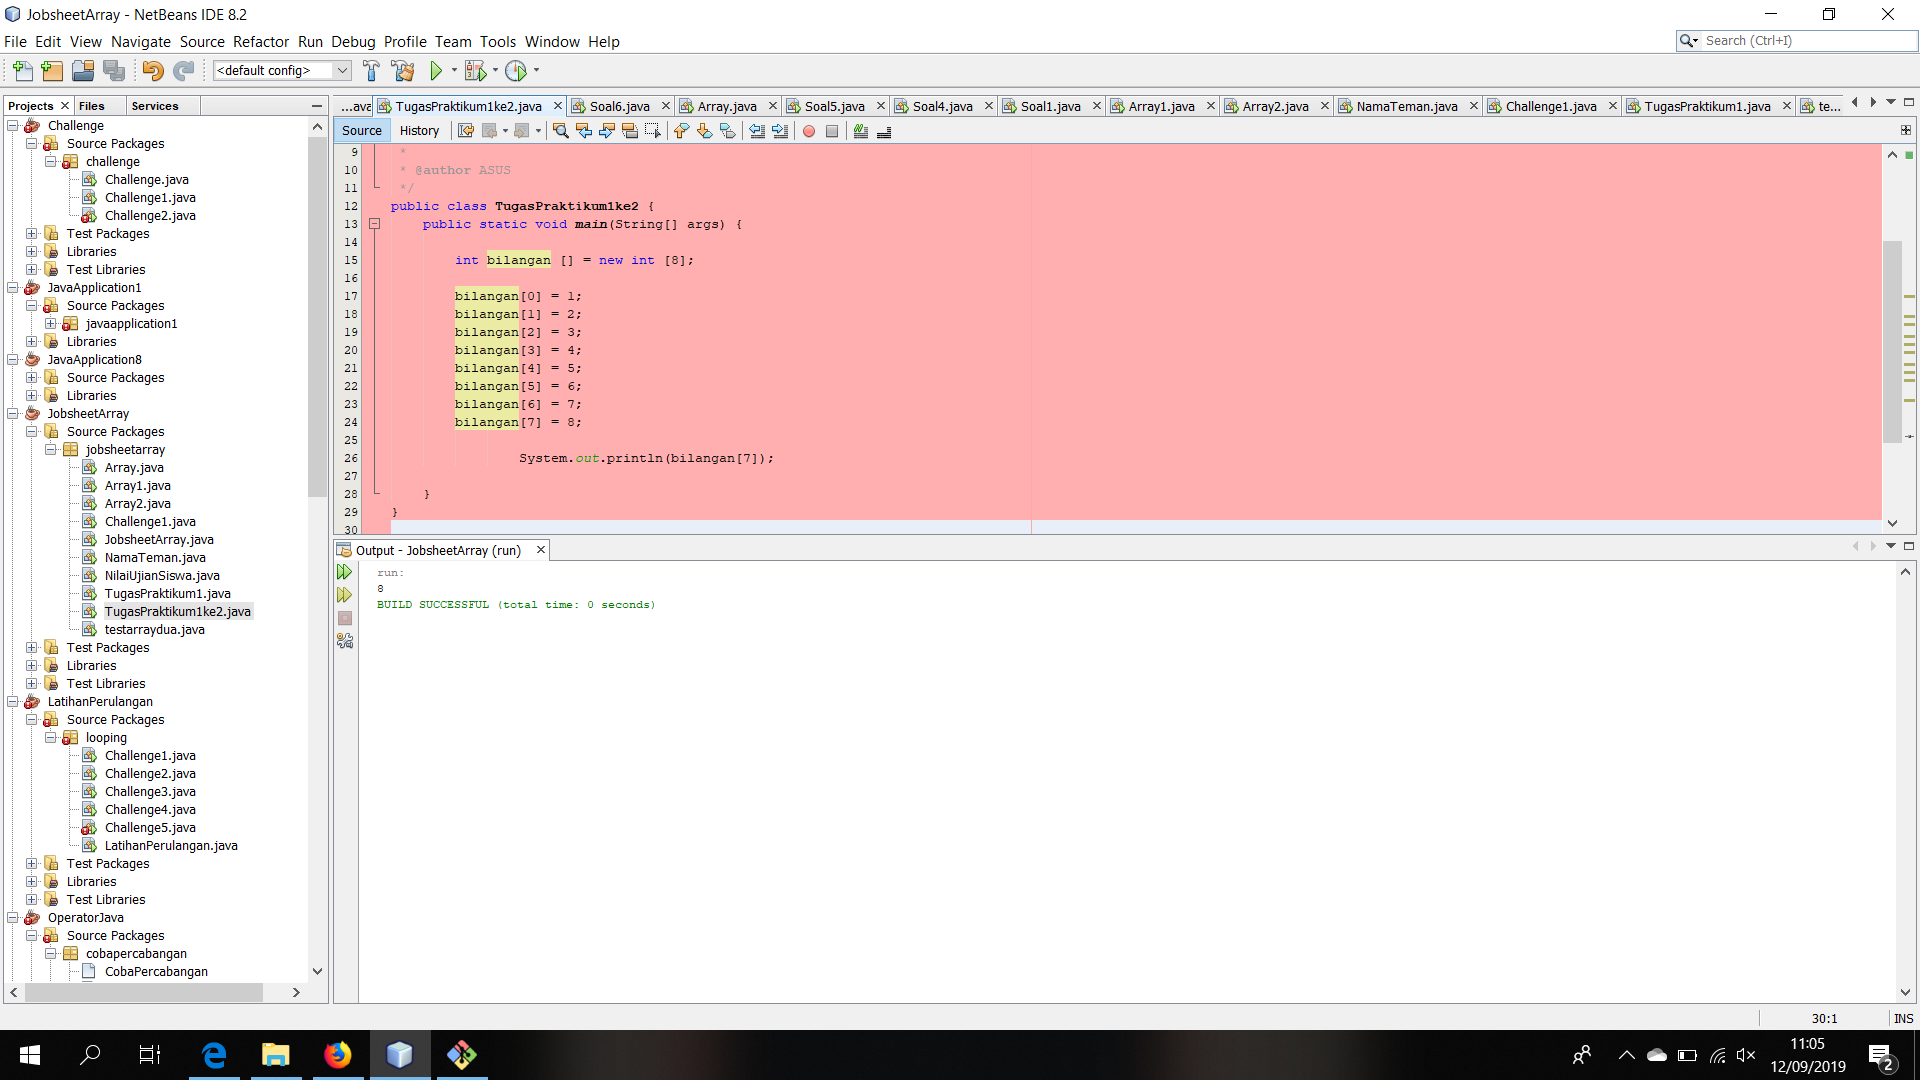 JobsheetArray - NetBeans IDE 8.2
File Edit View Navigate Source Refactor Run Debug Profile Team Tools Window Help
Search (Ctrl+I)
<default config>
Projects Files Services
Challenge
Source Packages
challenge
Challenge.java
Challenge1.java
Challenge2.java
Test Packages
Libraries
Test Libraries
JavaApplication1
Source Packages
javaapplication1
Libraries
JavaApplication8
Source Packages
Libraries
JobsheetArray
Source Packages
jobsheetarray
Array.java
Array1.java
Array2.java
Challenge1.java
JobsheetArray.java
NamaTeman.java
NilaiUjianSiswa.java
TugasPraktikum1.java
TugasPraktikum1ke2.java
testarraydua.java
Test Packages
Libraries
Test Libraries
LatihanPerulangan
Source Packages
looping
Challenge1.java
Challenge2.java
Challenge3.java
Challenge4.java
Challenge5.java
LatihanPerulangan.java
Test Packages
Libraries
Test Libraries
OperatorJava
Source Packages
cobapercabangan
CobaPercabangan
...ava TugasPraktikum1ke2.java Soal6.java Array.java Soal5.java Soal4.java Soal1.java Array1.java Array2.java NamaTeman.java Challenge1.java TugasPraktikum1.java te...
Source History
9 *
10 * @author ASUS
11 */
12 public class TugasPraktikum1ke2 {
13 public static void main(String[] args) {
14
15 int bilangan [] = new int [8];
16
17 bilangan[0] = 1;
18 bilangan[1] = 2;
19 bilangan[2] = 3;
20 bilangan[3] = 4;
21 bilangan[4] = 5;
22 bilangan[5] = 6;
23 bilangan[6] = 7;
24 bilangan[7] = 8;
25
26 System.out.println(bilangan[7]);
27
28 }
29 }
30
Output - JobsheetArray (run)
run:
8
BUILD SUCCESSFUL (total time: 0 seconds)
30:1 INS
11:05
12/09/2019
2